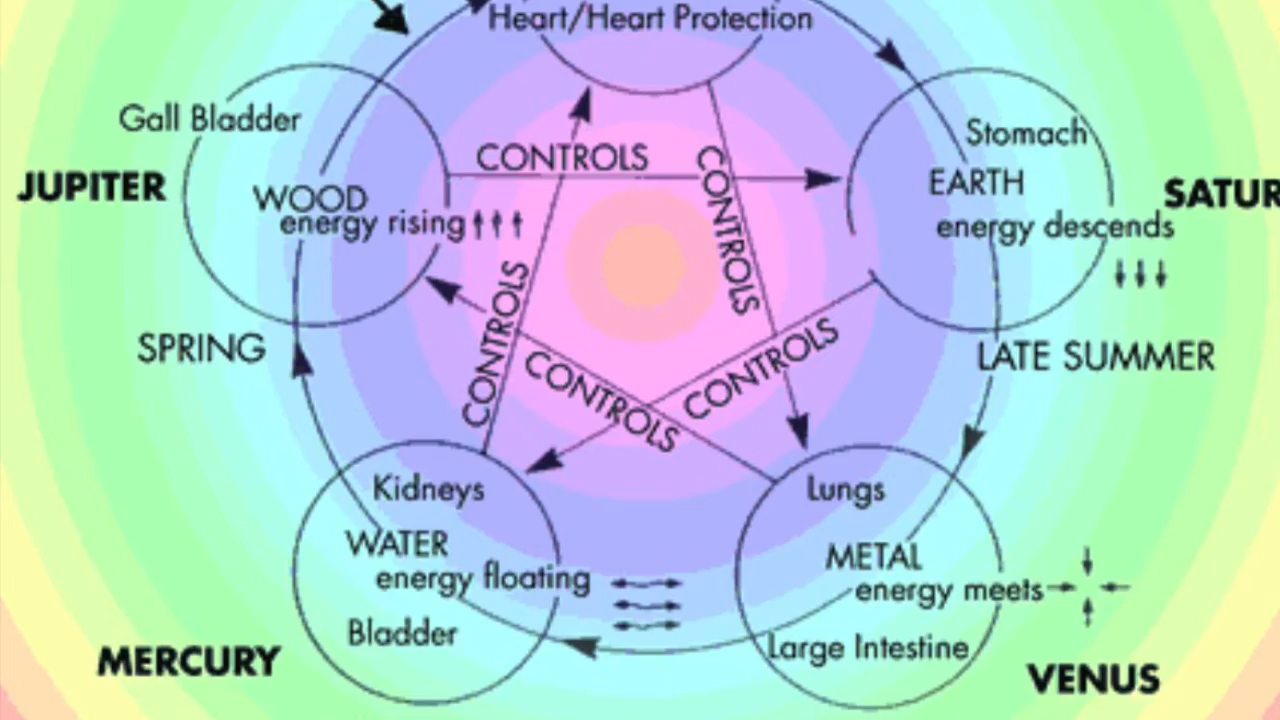 Heart/Heart Protection
Gall Bladder
Stomach
CONTROLS
CONTROLS
JUPITER
WOOD
EARTH
SATUR
energy rising
energy descends
SPRING
CONTROLS
CONTROLS
CONTROLS
LATE SUMMER
Kidneys
Lungs
WATER
METAL
energy floating
energy meets
Bladder
Large Intestine
MERCURY
VENUS